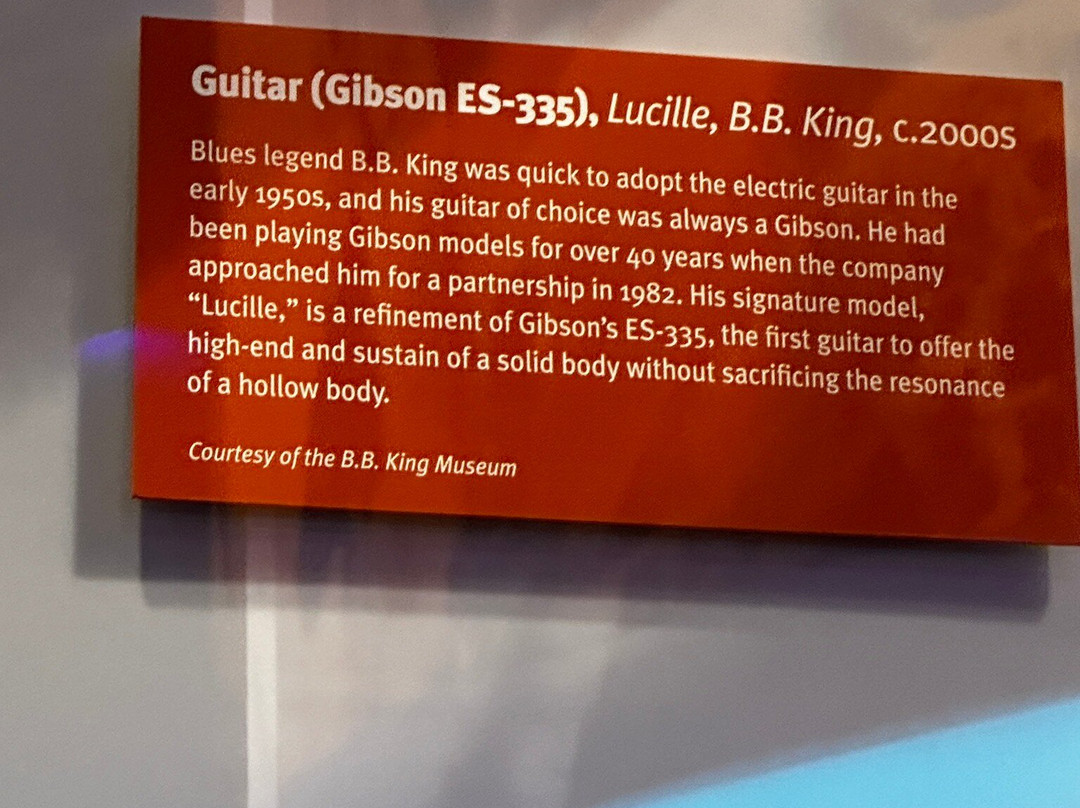 Guitar (Gibson ES-335), Lucille, B.B. King, c.2000s
Blues legend B.B. King was quick to adopt the electric guitar in the
early 1950s, and his guitar of choice was always a Gibson. He had
been playing Gibson models for over 40 years when the company
approached him for a partnership in 1982. His signature model,
“Lucille,” is a refinement of Gibson’s ES-335, the first guitar to offer the
high-end and sustain of a solid body without sacrificing the resonance
of a hollow body.
Courtesy of the B.B. King Museum